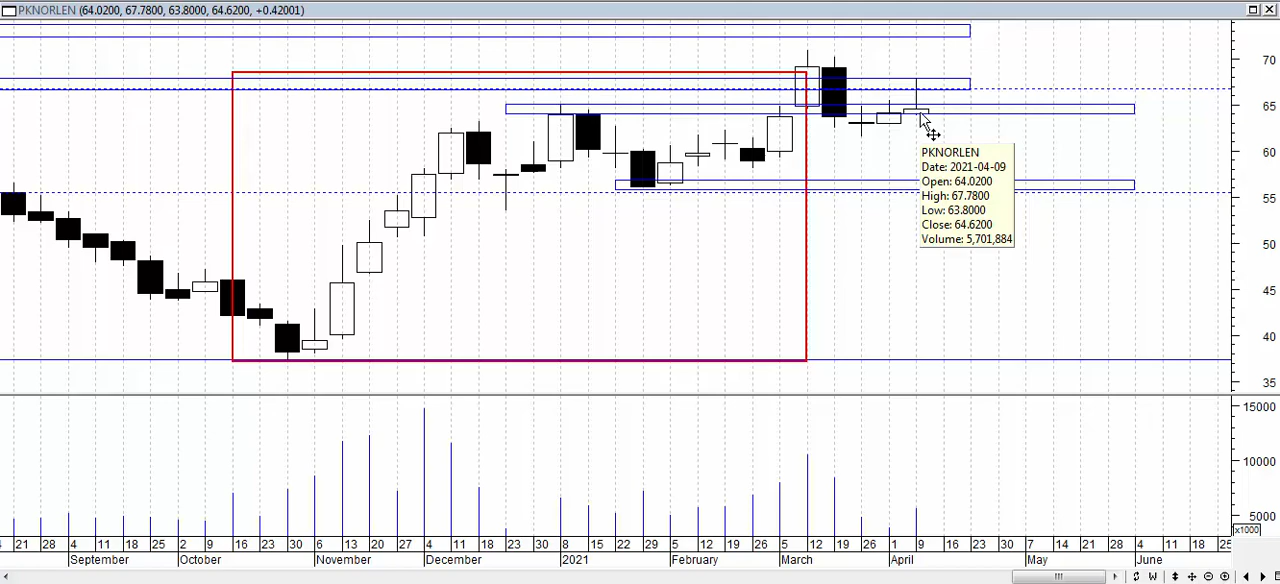 PKNORLEN (64.0200, 67.7800, 63.8000, 64.6200, +0.42001)
70
65
60
55
50
45
40
35
PKNORLEN
Date: 2021-04-09
Open: 64.0200
High: 67.7800
Low: 63.8000
Close: 64.6200
Volume: 5,701,884
15000
10000
5000
x1000
21 28 4 11 18 25 2 9 16 23 30 6 13 20 27 4 11 18 23 30 8 15 22 29 5 12 19 26 5 12 19 26 1 9 16 23 30 7 14 21 28 4 11 18 25
September October November December 2021 February March April May June
W